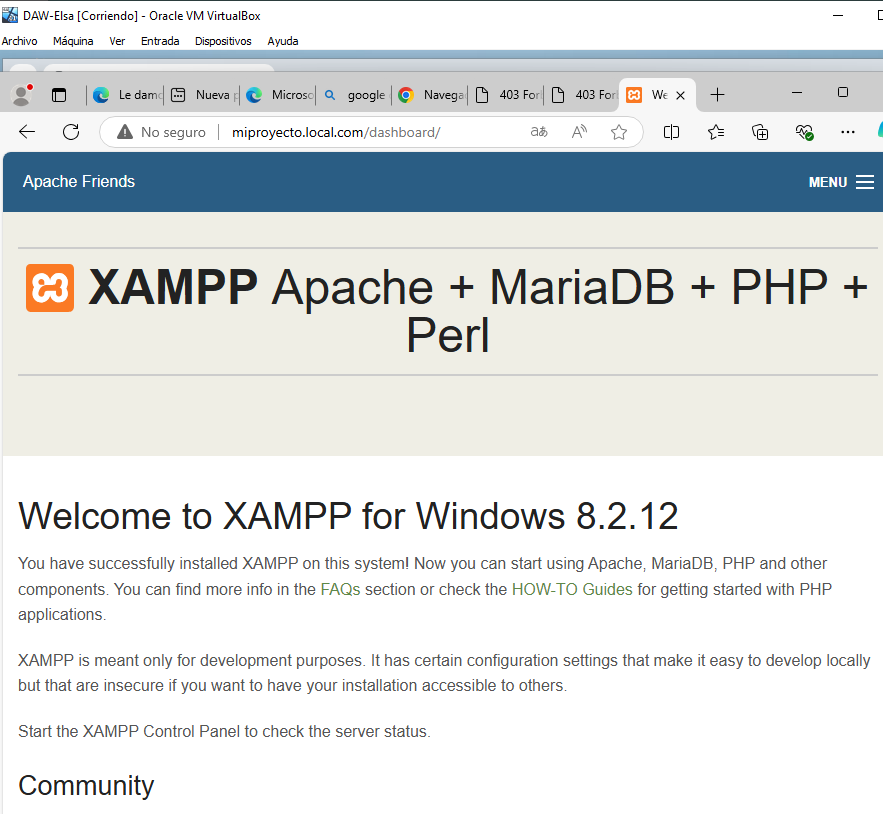 DAW-Elsa [Corriendo] - Oracle VM VirtualBox
Archivo Máquina Ver Entrada Dispositivos Ayuda
Le damo Nueva p Microso google Navega 403 For 403 For We
No seguro miproyecto.local.com/dashboard/
Apache Friends MENU
XAMPP Apache + MariaDB + PHP +
Perl
Welcome to XAMPP for Windows 8.2.12
You have successfully installed XAMPP on this system! Now you can start using Apache, MariaDB, PHP and other
components. You can find more info in the FAQs section or check the HOW-TO Guides for getting started with PHP
applications.
XAMPP is meant only for development purposes. It has certain configuration settings that make it easy to develop locally
but that are insecure if you want to have your installation accessible to others.
Start the XAMPP Control Panel to check the server status.
Community